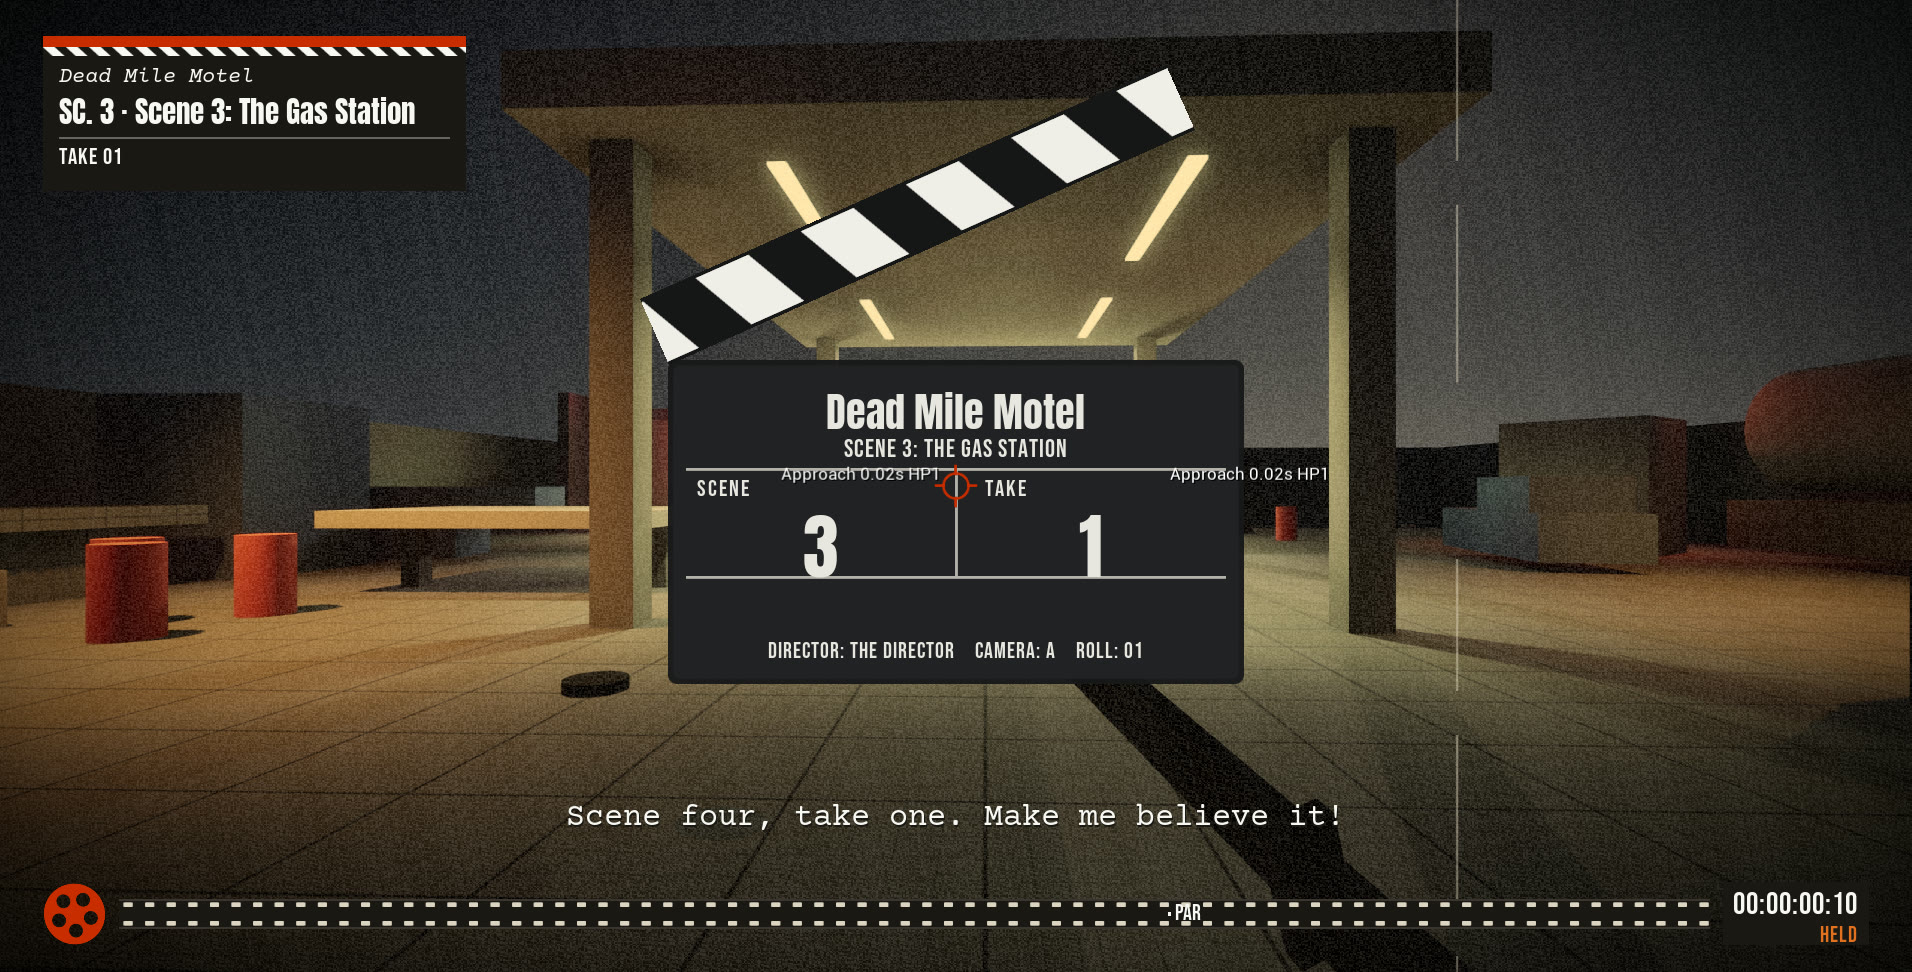 Dead Mile Motel
SC. 3 · Scene 3: The Gas Station
TAKE 01
Dead Mile Motel
SCENE 3: THE GAS STATION
Approach 0.02s HP1
Approach 0.02s HP1
SCENE
TAKE
3
1
DIRECTOR: THE DIRECTOR CAMERA: A ROLL: 01
Scene four, take one. Make me believe it!
· PAR
00:00:00:10
HELD